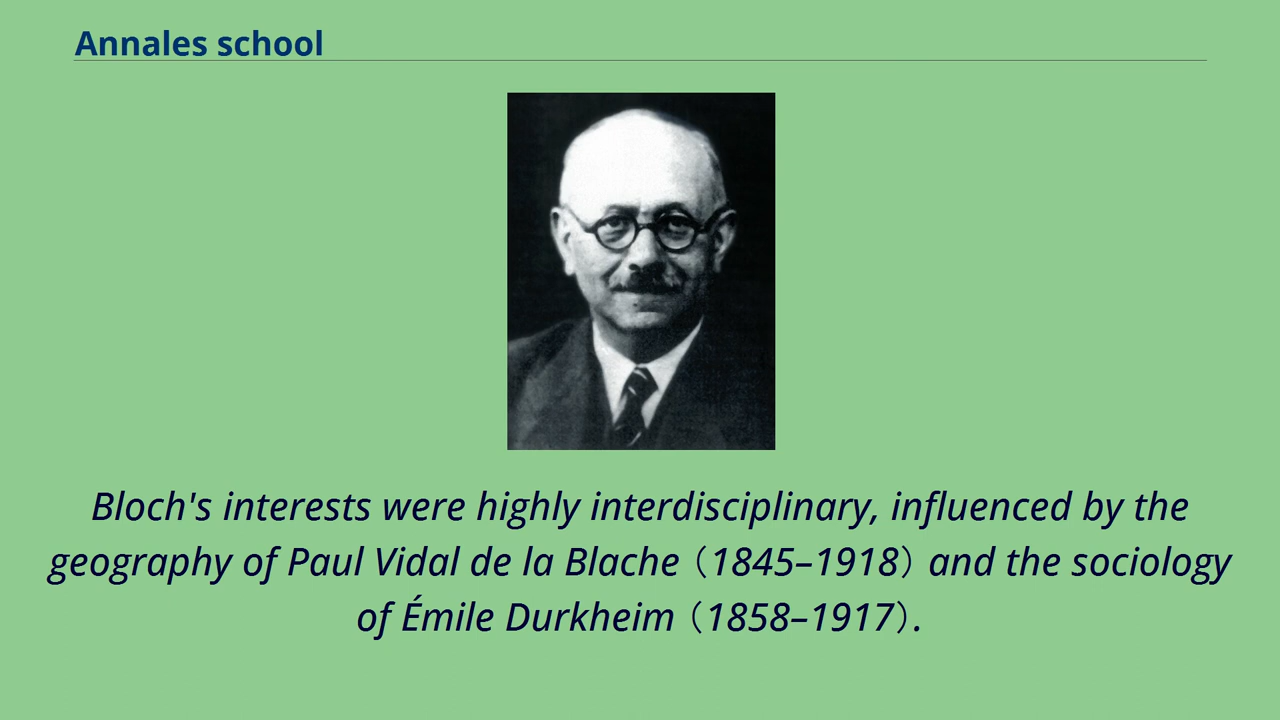 Annales school
Bloch's interests were highly interdisciplinary, influenced by the
geography of Paul Vidal de la Blache（1845–1918）and the sociology
of Émile Durkheim（1858–1917）.